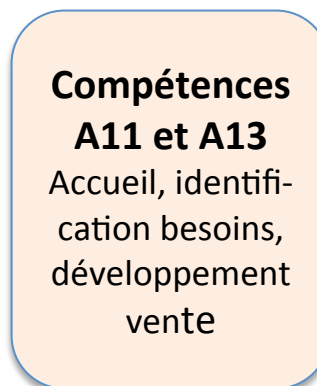 Compétences
A11 et A13
Accueil, identifi-
cation besoins,
développement
vente